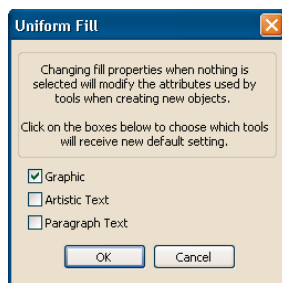 Uniform Fill
Changing fill properties when nothing is
selected will modify the attributes used by
tools when creating new objects.
Click on the boxes below to choose which tools
will receive new default setting.
Graphic
Artistic Text
Paragraph Text
OK Cancel